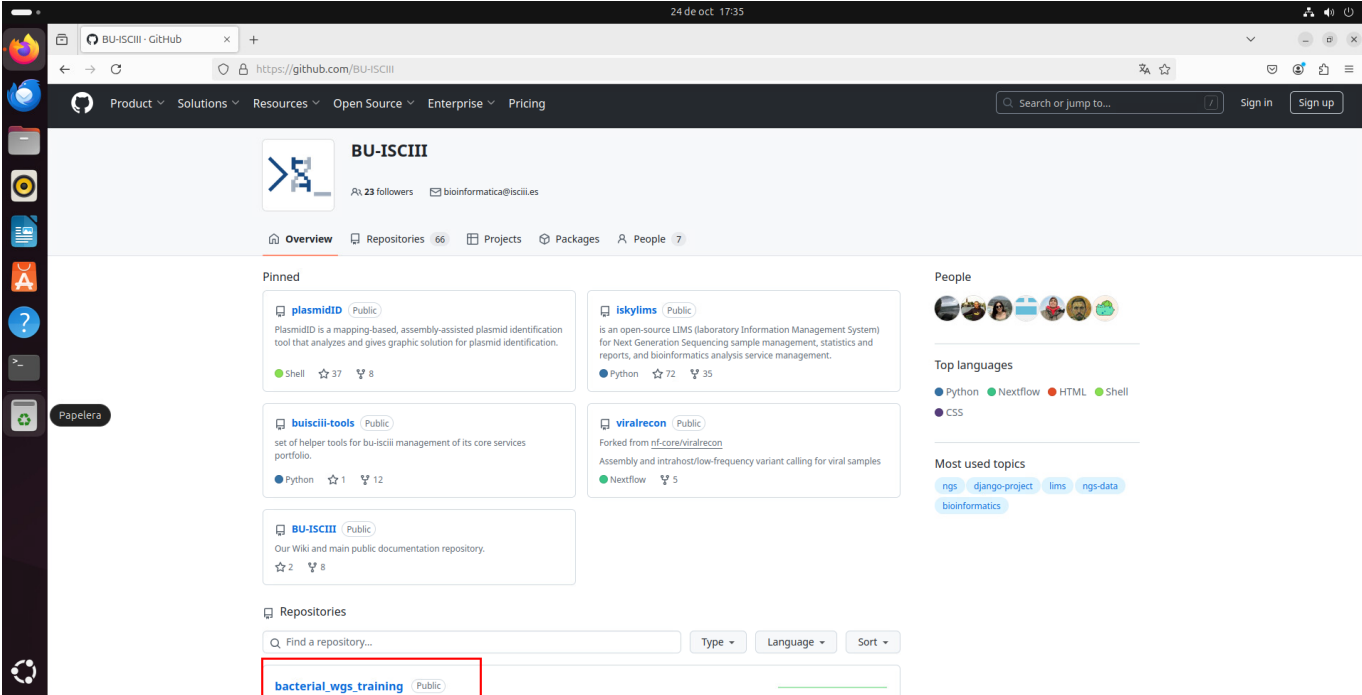 24 de oct 17:35
BU-ISCIII · GitHub
https://github.com/BU-ISCIII
Product Solutions Resources Open Source Enterprise Pricing
Search or jump to... /
Sign in
Sign up
BU-ISCIII
23 followers bioinformatica@isciii.es
Overview Repositories 66 Projects Packages People 7
Pinned
plasmidID Public
PlasmidID is a mapping-based, assembly-assisted plasmid identification
tool that analyzes and gives graphic solution for plasmid identification.
Shell 37 8
iskylims Public
is an open-source LIMS (laboratory Information Management System)
for Next Generation Sequencing sample management, statistics and
reports, and bioinformatics analysis service management.
Python 72 35
buisciii-tools Public
set of helper tools for bu-isciii management of its core services
portfolio.
Python 1 12
viralrecon Public
Forked from nf-core/viralrecon
Assembly and intrahost/low-frequency variant calling for viral samples
Nextflow 5
BU-ISCIII Public
Our Wiki and main public documentation repository.
2 8
People
Top languages
Python Nextflow HTML Shell
CSS
Most used topics
ngs django-project lims ngs-data
bioinformatics
Papelera
Repositories
Find a repository...
Type
Language
Sort
bacterial_wgs_training Public